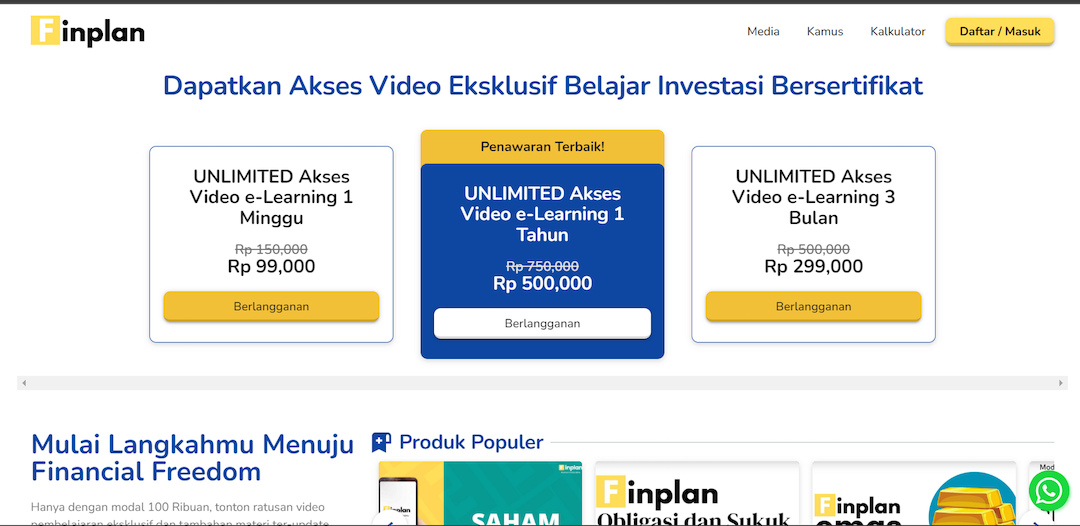 Finplan
Media
Kamus
Kalkulator
Daftar / Masuk
Dapatkan Akses Video Eksklusif Belajar Investasi Bersertifikat
UNLIMITED Akses
Video e-Learning 1
Minggu
Rp 150,000
Rp 99,000
Berlangganan
Penawaran Terbaik!
UNLIMITED Akses
Video e-Learning 1
Tahun
Rp 750,000
Rp 500,000
Berlangganan
UNLIMITED Akses
Video e-Learning 3
Bulan
Rp 500,000
Rp 299,000
Berlangganan
Mulai Langkahmu Menuju
Financial Freedom
Hanya dengan modal 100 Ribuan, tonton ratusan video
pembelajaran eksklusif dan tambahan materi ter-update
Produk Populer
Finplan
Finplan
SAHAM
Finplan
Obligasi dan Sukuk
Finplan
emas
Mod